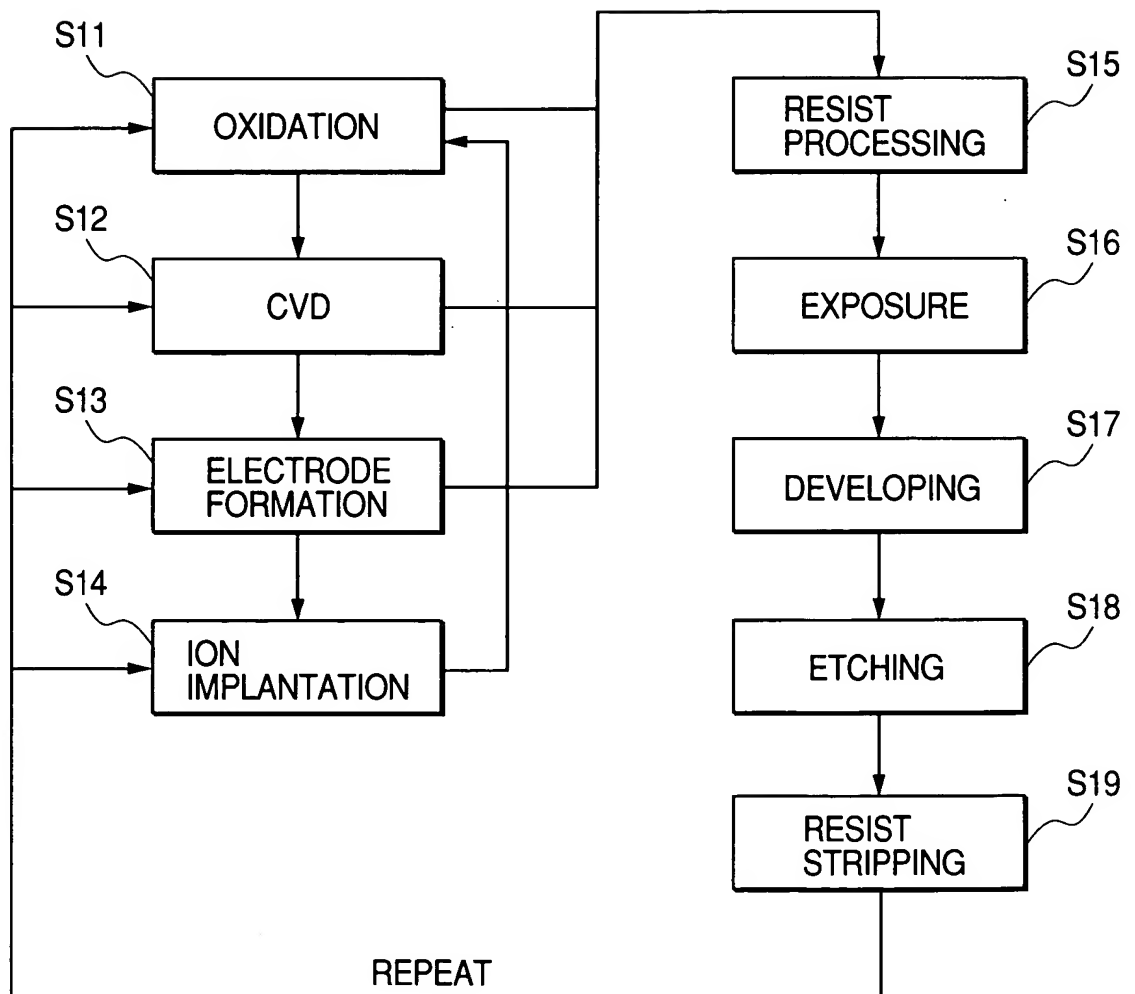 S11
OXIDATION
S12
CVD
S13
ELECTRODE
FORMATION
S14
ION
IMPLANTATION
S15
RESIST
PROCESSING
S16
EXPOSURE
S17
DEVELOPING
S18
ETCHING
S19
RESIST
STRIPPING
REPEAT